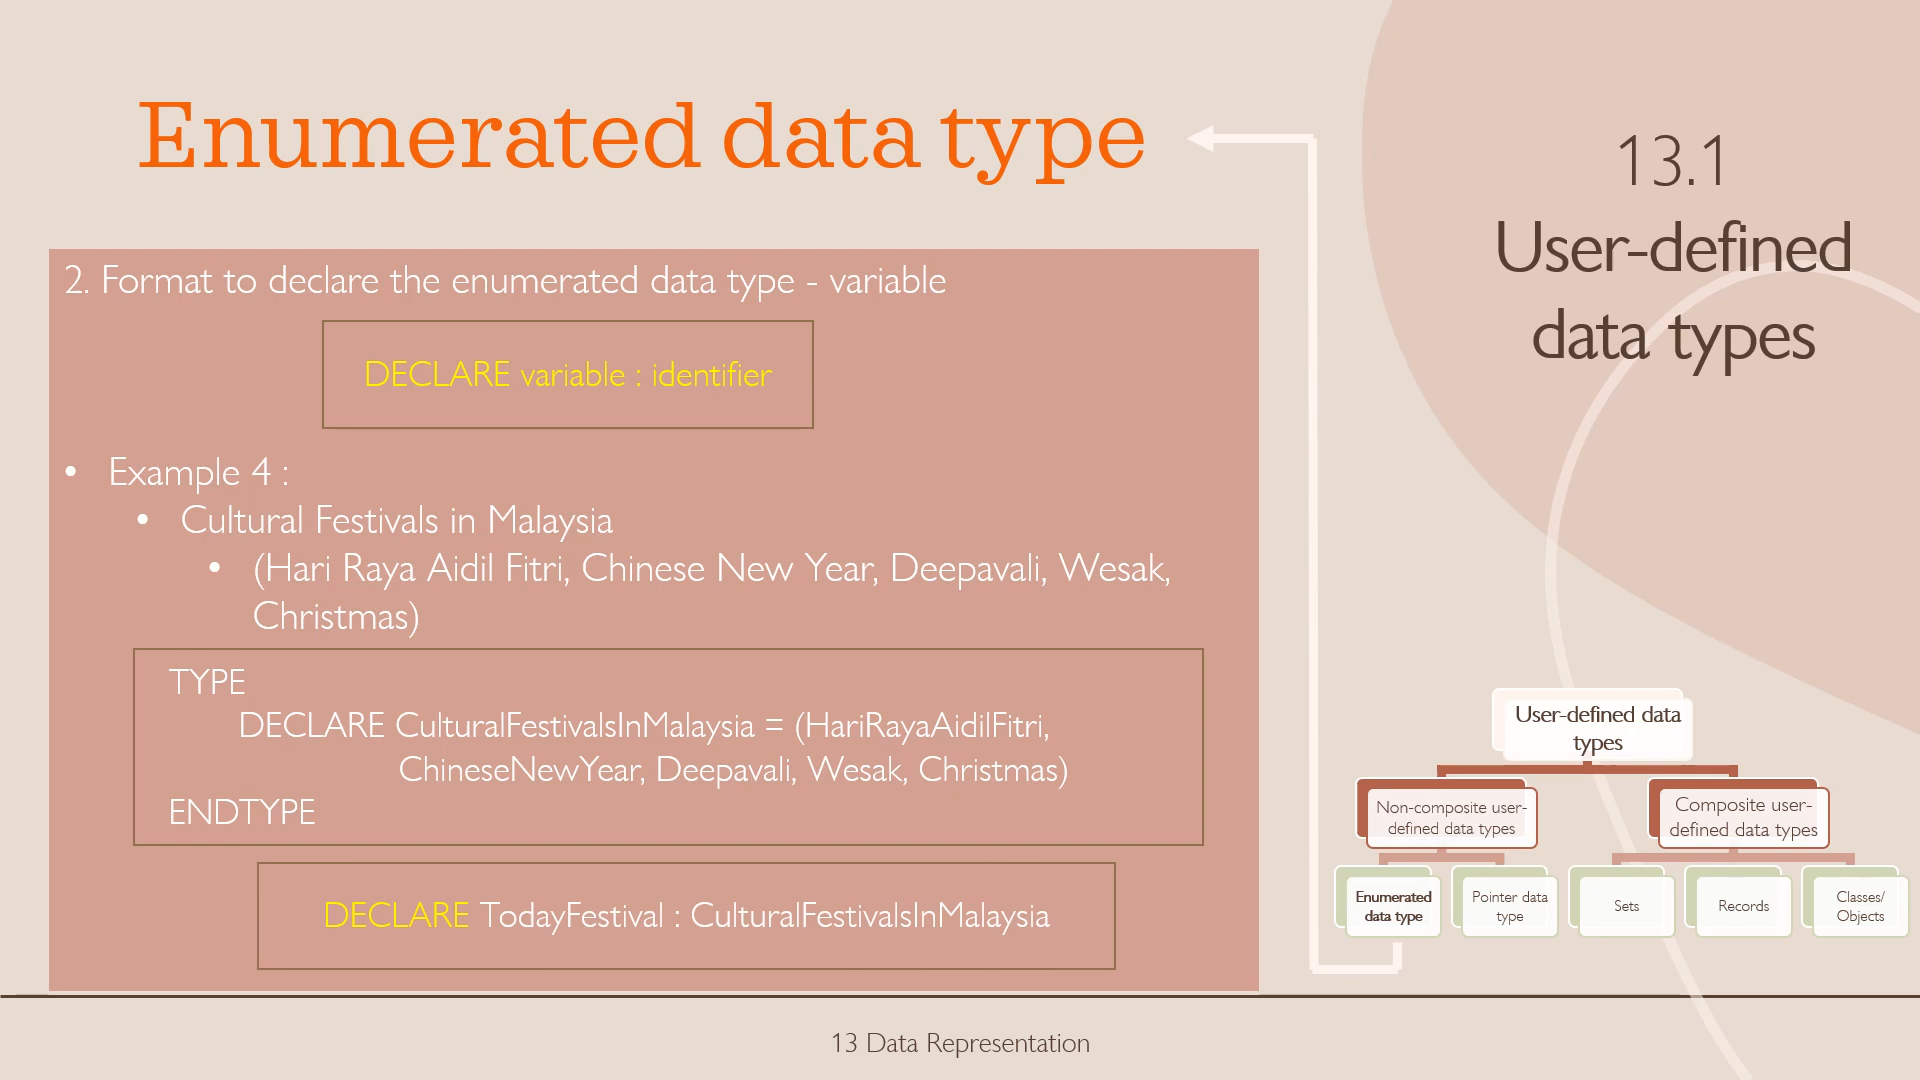 Enumerated data type
13.1
User-defined
data types
2. Format to declare the enumerated data type - variable
DECLARE variable : identifier
• Example 4 :
• Cultural Festivals in Malaysia
• (Hari Raya Aidil Fitri, Chinese New Year, Deepavali, Wesak,
Christmas)
TYPE
DECLARE CulturalFestivalsInMalaysia = (HariRayaAidilFitri,
ChineseNewYear, Deepavali, Wesak, Christmas)
ENDTYPE
DECLARE TodayFestival : CulturalFestivalsInMalaysia
User-defined data
types
Non-composite user-
defined data types
Composite user-
defined data types
Enumerated
data type
Pointer data
type
Sets
Records
Classes/
Objects
13 Data Representation